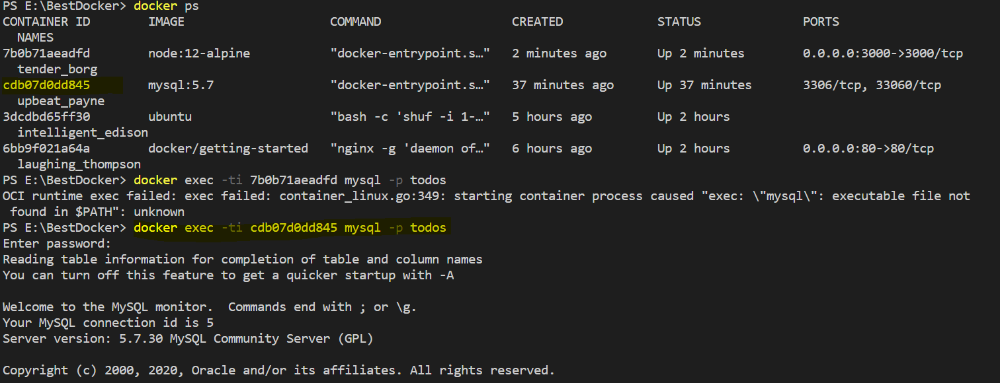 PS E:\BestDocker> docker ps
CONTAINER ID        IMAGE                    COMMAND                  CREATED             STATUS              PORTS
  NAMES
7b0b71aeadfd        node:12-alpine           "docker-entrypoint.s…"   2 minutes ago       Up 2 minutes        0.0.0.0:3000->3000/tcp
  tender_borg
cdb07d0dd845        mysql:5.7                "docker-entrypoint.s…"   37 minutes ago      Up 37 minutes       3306/tcp, 33060/tcp
  upbeat_payne
3dcdbd65ff30        ubuntu                   "bash -c 'shuf -i 1-…"   5 hours ago         Up 2 hours
  intelligent_edison
6bb9f021a64a        docker/getting-started   "nginx -g 'daemon of…"   6 hours ago         Up 2 hours          0.0.0.0:80->80/tcp
  laughing_thompson
PS E:\BestDocker> docker exec -ti 7b0b71aeadfd mysql -p todos
OCI runtime exec failed: exec failed: container_linux.go:349: starting container process caused "exec: \"mysql\": executable file not
 found in $PATH": unknown
PS E:\BestDocker> docker exec -ti cdb07d0dd845 mysql -p todos
Enter password:
Reading table information for completion of table and column names
You can turn off this feature to get a quicker startup with -A

Welcome to the MySQL monitor.  Commands end with ; or \g.
Your MySQL connection id is 5
Server version: 5.7.30 MySQL Community Server (GPL)

Copyright (c) 2000, 2020, Oracle and/or its affiliates. All rights reserved.